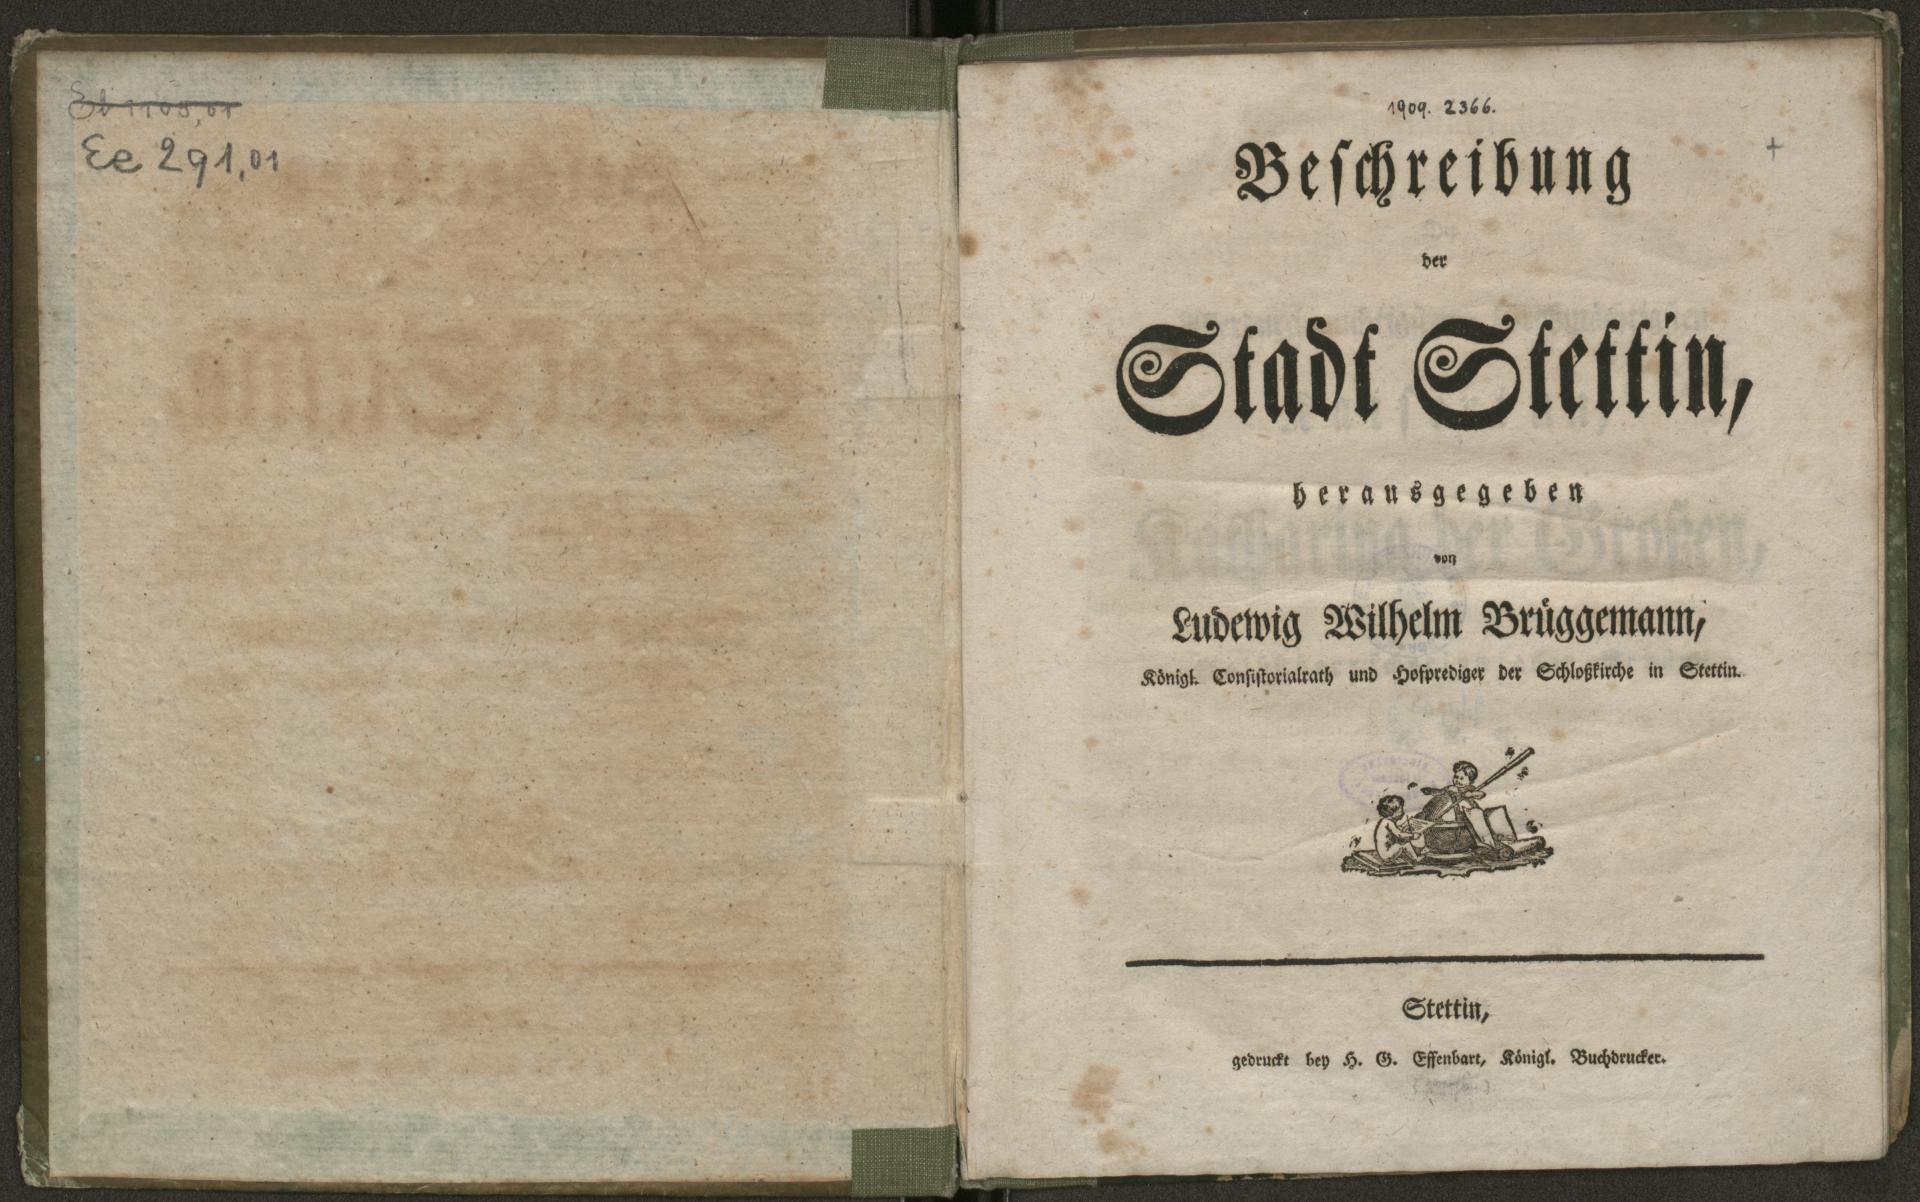 Ee 291,01
1909. 2366.
+
Beſchreibung
der
Stadt Stettin,
herausgegeben
von
Ludewig Wilhelm Brüggemann,
Königl. Conſiſtorialrath und Hofprediger der Schloßkirche in Stettin.
Stettin,
gedruckt bey H. G. Effenbart, Königl. Buchdrucker.